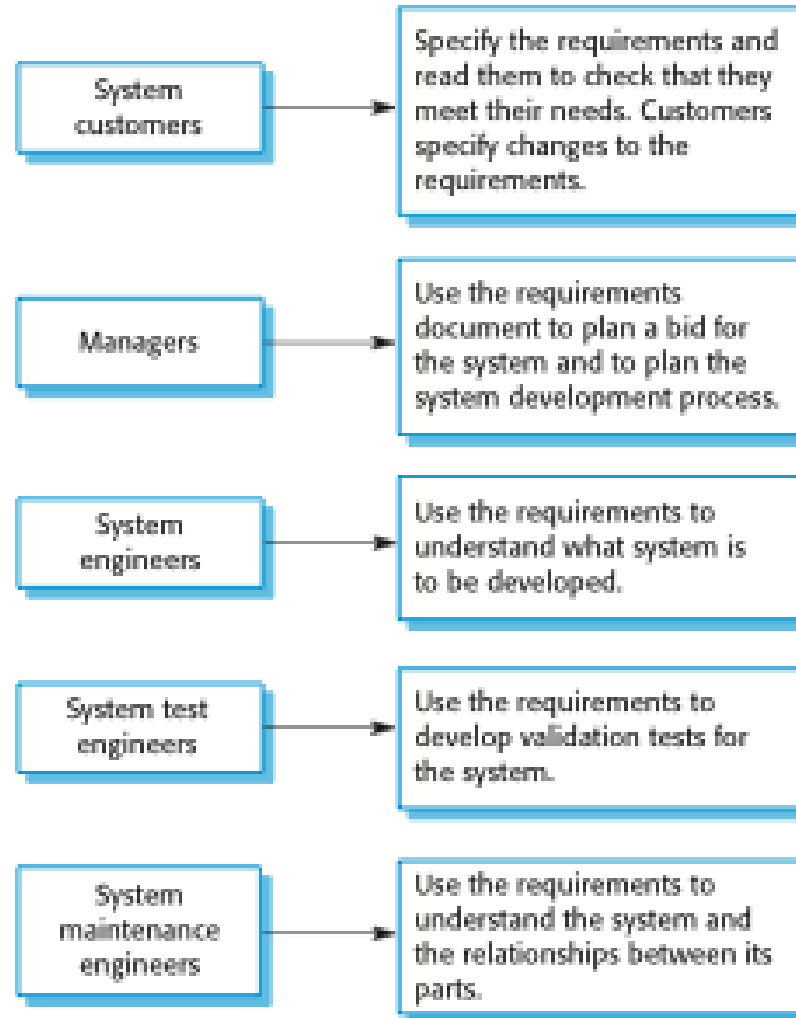 System
customers
Specify the requirements and
read them to check that they
meet their needs. Customers
specify changes to the
requirements.
Managers
Use the requirements
document to plan a bid for
the system and to plan the
system development process.
System
engineers
Use the requirements to
understand what system is
to be developed.
System test
engineers
Use the requirements to
develop validation tests for
the system.
System
maintenance
engineers
Use the requirements to
understand the system and
the relationships between its
parts.